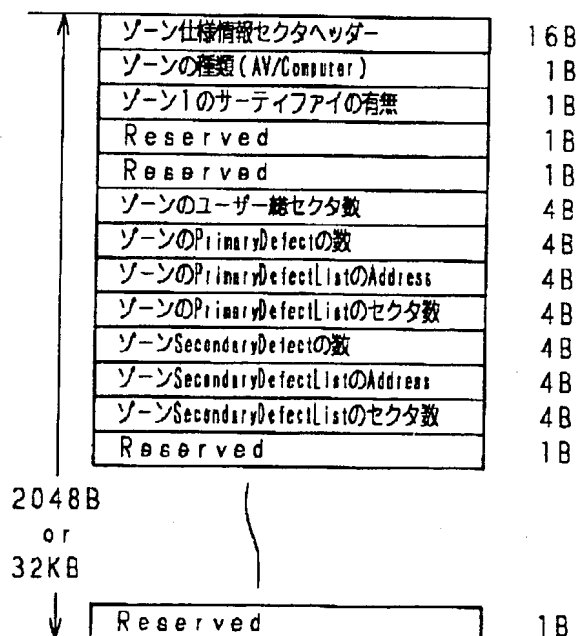 ゾーン仕様情報セクタヘッダー 16B
ゾーンの種類(AV/Computer) 1B
ゾーン1のサーティファイの有無 1B
Reserved 1B
Reserved 1B
ゾーンのユーザー総セクタ数 4B
ゾーンのPrimaryDefectの数 4B
ゾーンのPrimaryDefectListのAddress 4B
ゾーンのPrimaryDefectListのセクタ数 4B
ゾーンSecondaryDefectの数 4B
ゾーンSecondaryDefectListのAddress 4B
ゾーンSecondaryDefectListのセクタ数 4B
Reserved 1B
2048B
or
32KB
Reserved 1B